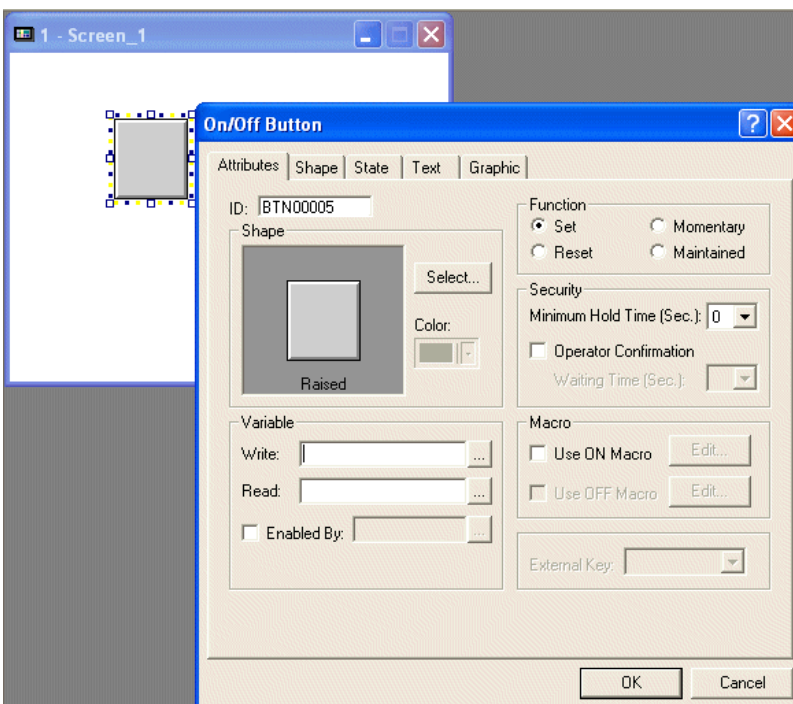 1 - Screen_1
On/Off Button
Attributes Shape State Text Graphic
ID: BTN00005
Shape
Raised
Select...
Color:
Variable
Write:
...
Read:
...
Enabled By:
...
Function
Set Momentary
Reset Maintained
Security
Minimum Hold Time (Sec.): 0
Operator Confirmation
Waiting Time (Sec.):
Macro
Use ON Macro Edit...
Use OFF Macro Edit...
External Key:
OK Cancel